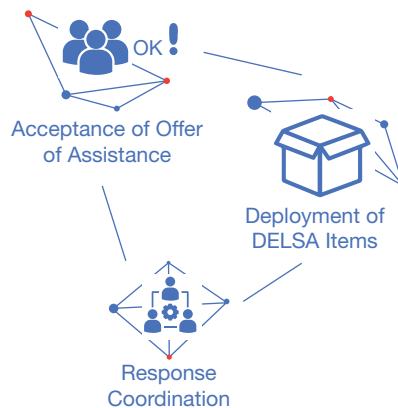 OK!
Acceptance of Offer
of Assistance
Deployment of
DELSA Items
Response
Coordination